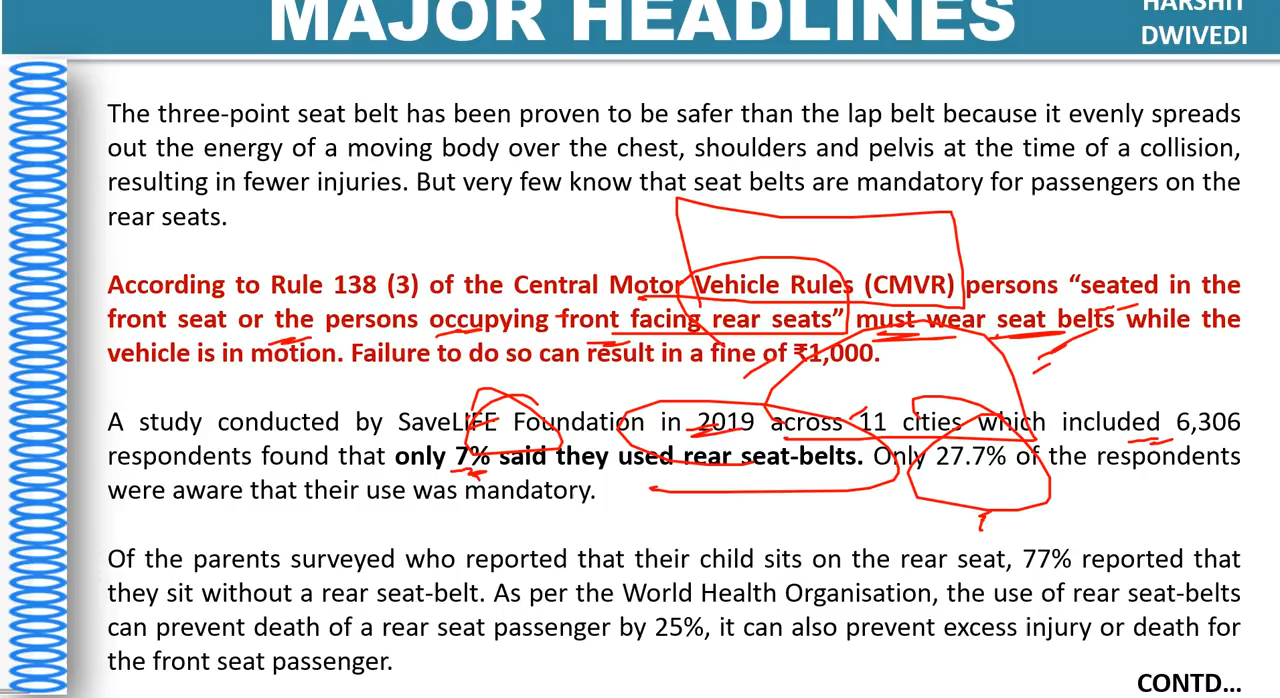 MAJOR HEADLINES
HARSHIT
DWIVEDI
The three-point seat belt has been proven to be safer than the lap belt because it evenly spreads
out the energy of a moving body over the chest, shoulders and pelvis at the time of a collision,
resulting in fewer injuries. But very few know that seat belts are mandatory for passengers on the
rear seats.
According to Rule 138 (3) of the Central Motor Vehicle Rules (CMVR) persons “seated in the
front seat or the persons occupying front facing rear seats” must wear seat belts while the
vehicle is in motion. Failure to do so can result in a fine of ₹1,000.
A study conducted by SaveLIFE Foundation in 2019 across 11 cities which included 6,306
respondents found that only 7% said they used rear seat-belts. Only 27.7% of the respondents
were aware that their use was mandatory.
Of the parents surveyed who reported that their child sits on the rear seat, 77% reported that
they sit without a rear seat-belt. As per the World Health Organisation, the use of rear seat-belts
can prevent death of a rear seat passenger by 25%, it can also prevent excess injury or death for
the front seat passenger.
CONTD...